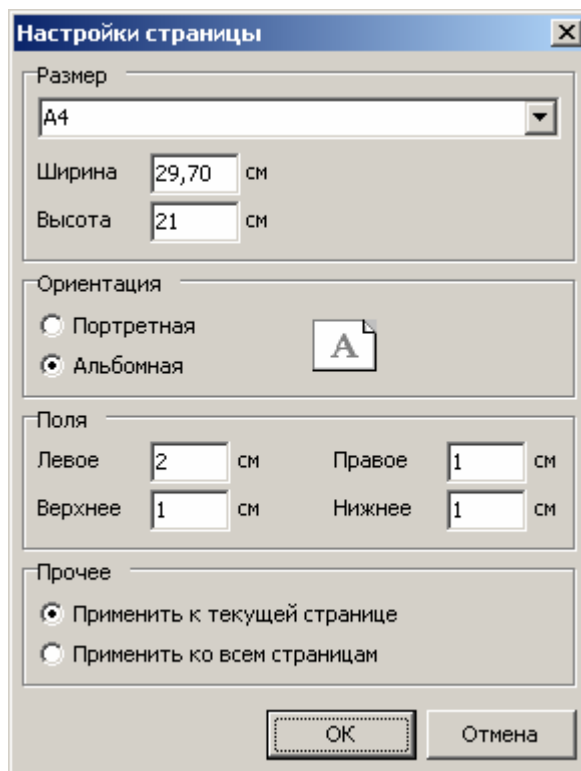 Настройки страницы
Размер
A4
Ширина 29,70 см
Высота 21 см
Ориентация
Портретная
A
Альбомная
Поля
Левое 2 см Правое 1 см
Верхнее 1 см Нижнее 1 см
Прочее
Применить к текущей странице
Применить ко всем страницам
OK Отмена